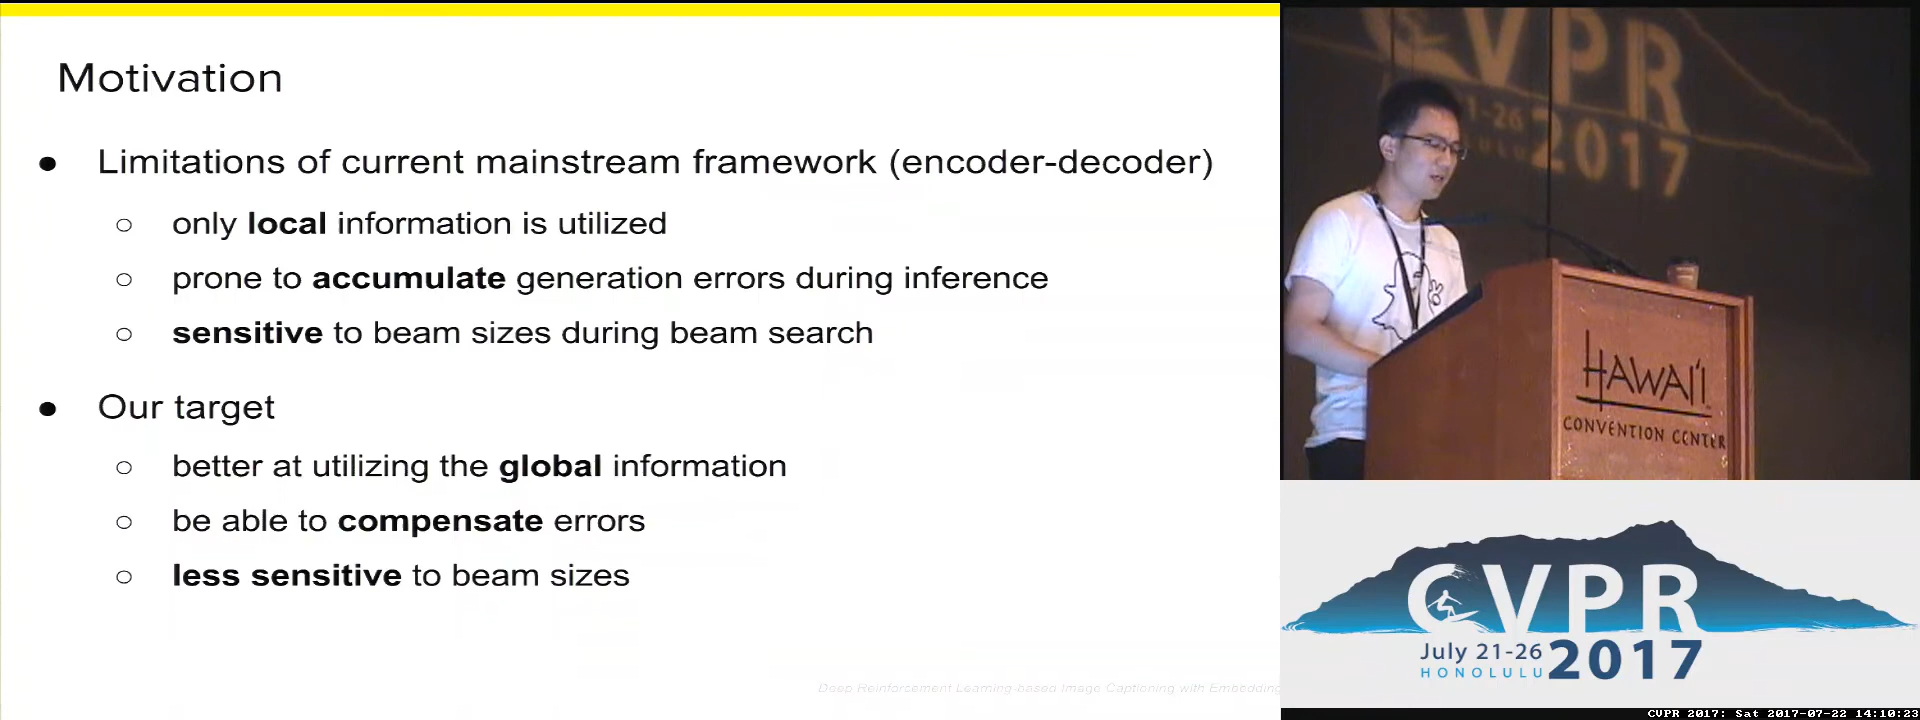 Motivation
● Limitations of current mainstream framework (encoder-decoder)
○ only local information is utilized
○ prone to accumulate generation errors during inference
○ sensitive to beam sizes during beam search
● Our target
○ better at utilizing the global information
○ be able to compensate errors
○ less sensitive to beam sizes
Deep Reinforcement Learning-based Image Captioning with Embedding
CVPR
1-26 2017
HAWAI'I
CONVENTION CENTER
CVPR
July 21-26 2017
HONOLULU
CVPR 2017: Sat 2017-07-22 14:10:23